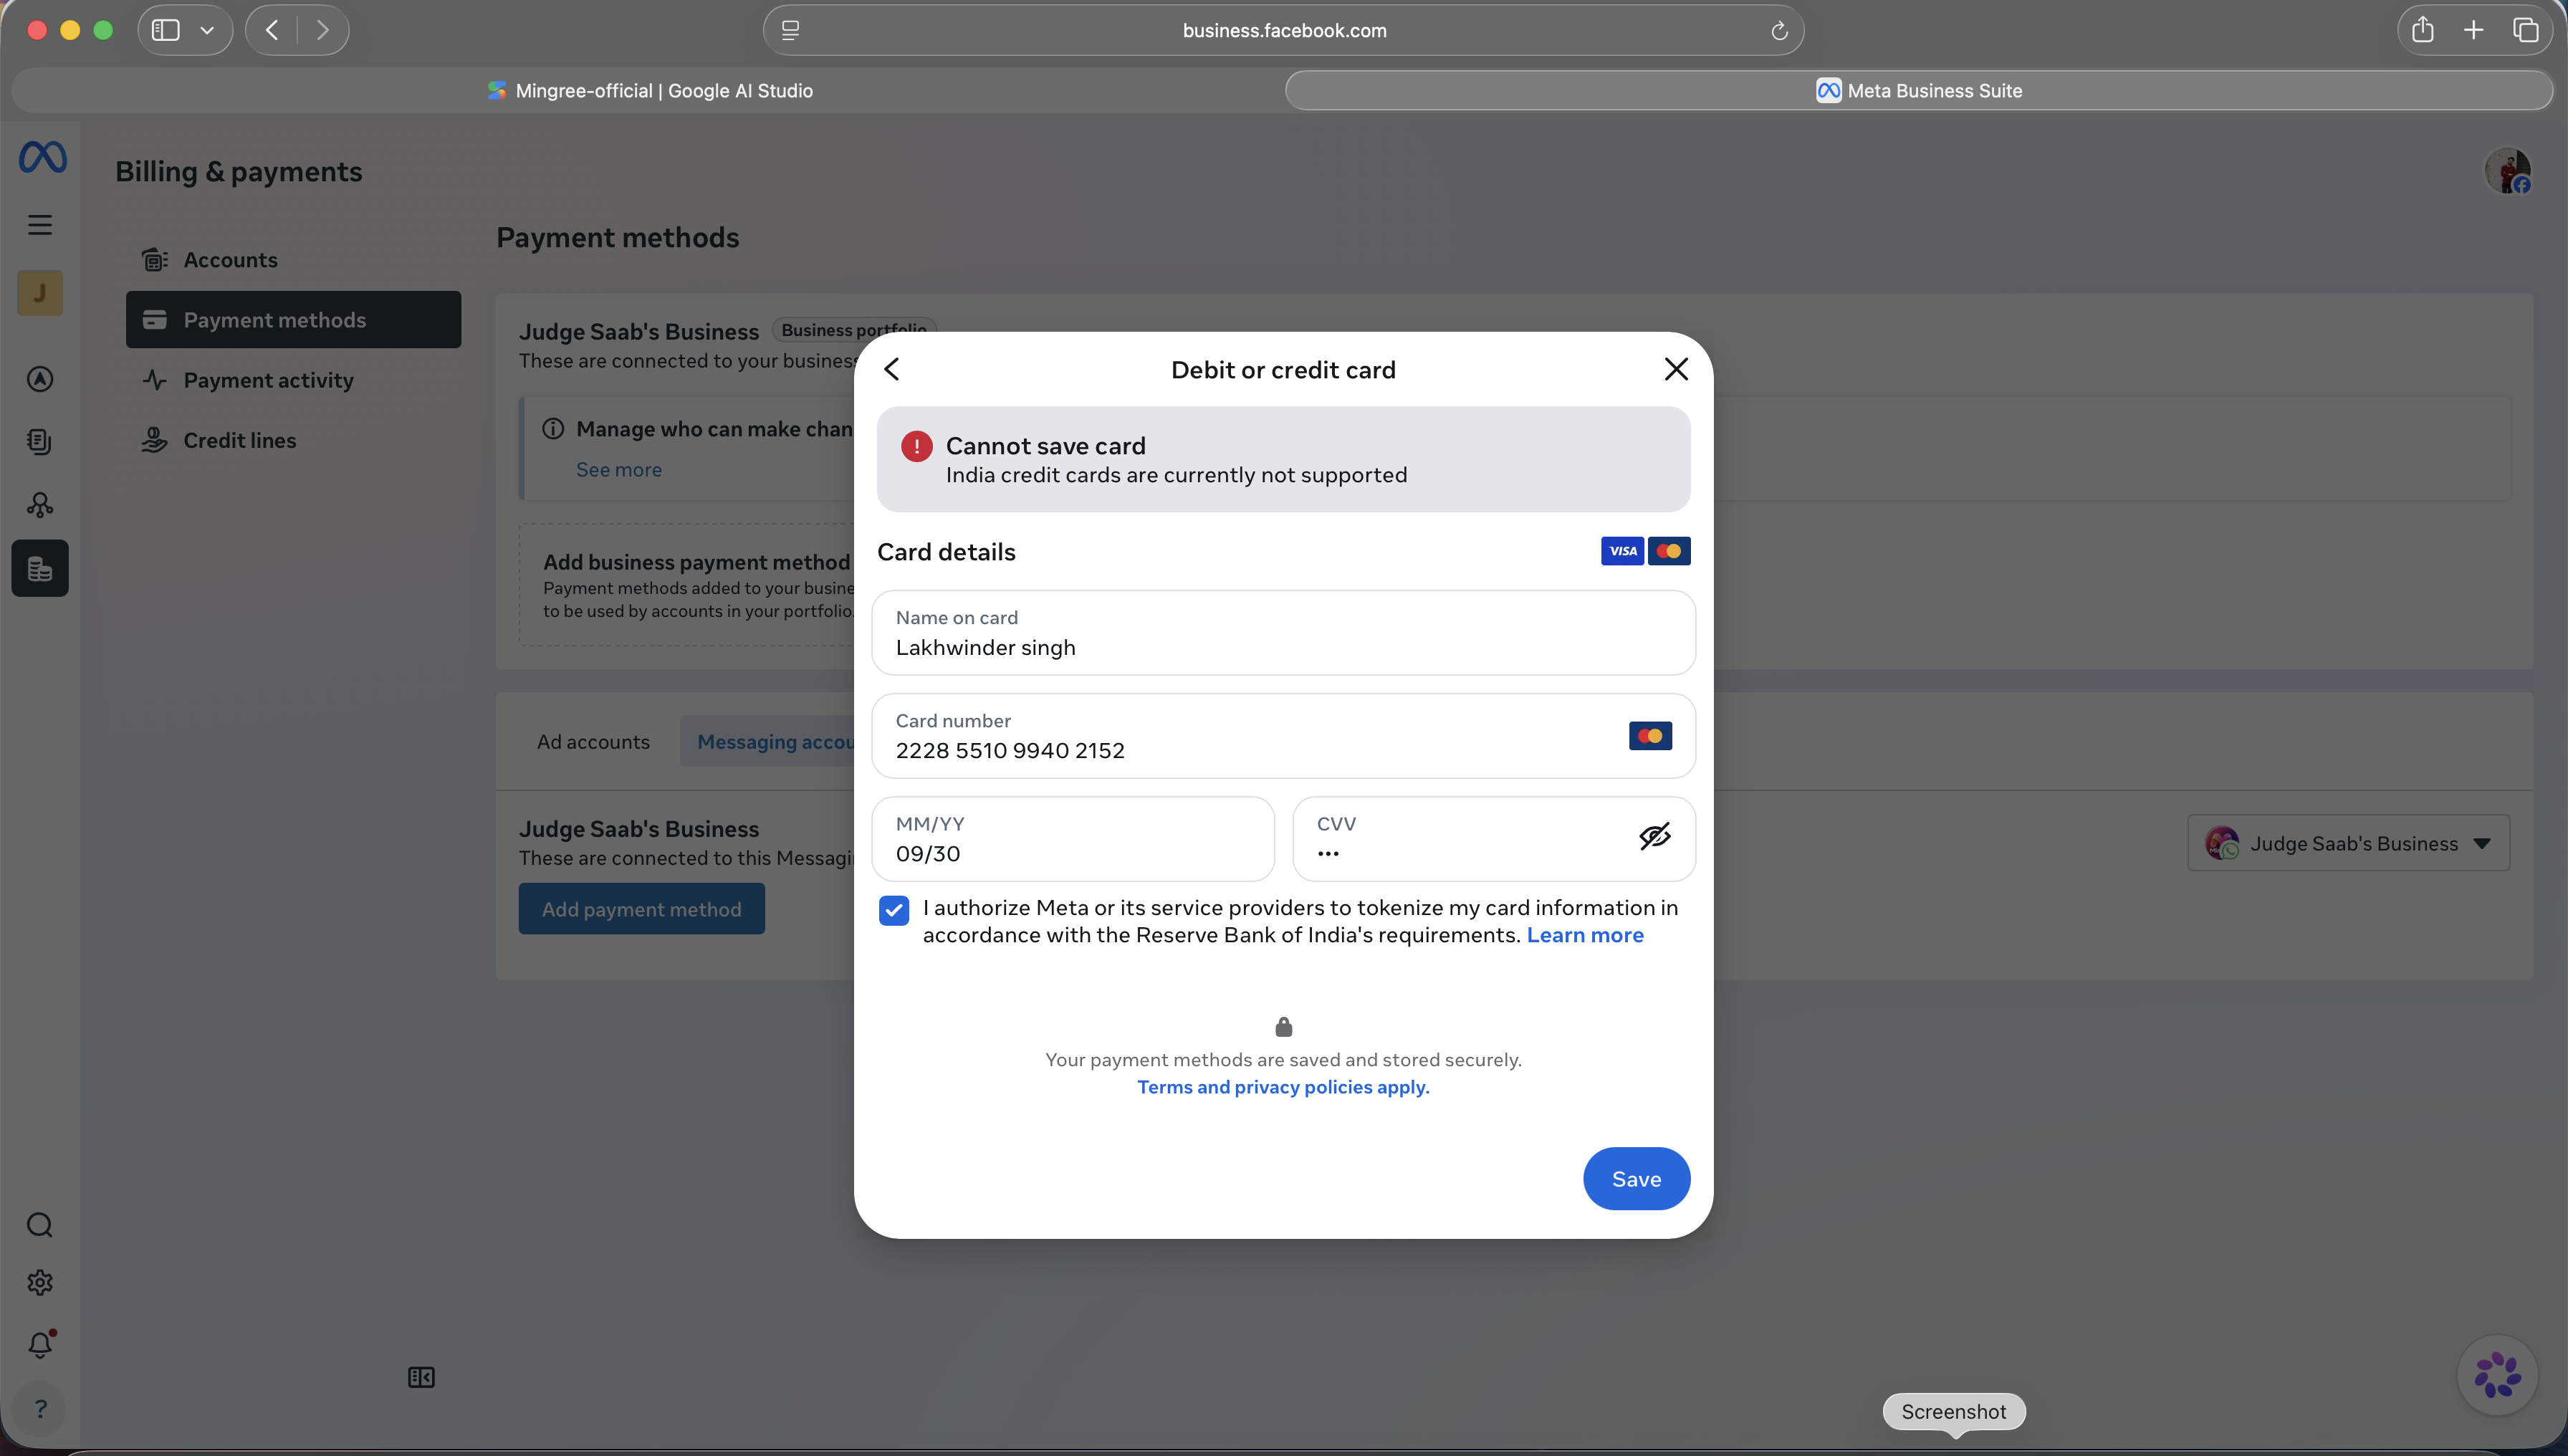 business.facebook.com
Mingree-official | Google AI Studio
Meta Business Suite
Billing & payments
J
Accounts
Payment methods
Payment activity
Credit lines
Payment methods
Judge Saab's Business
Business portfolio
These are connected to your business
Manage who can make chan
See more
Add business payment method
Payment methods added to your busine
to be used by accounts in your portfolio.
Ad accounts
Messaging accou
Judge Saab's Business
These are connected to this Messagi
Add payment method
Judge Saab's Business
Debit or credit card
Cannot save card
India credit cards are currently not supported
Card details
VISA
Name on card
Lakhwinder singh
Card number
2228 5510 9940 2152
MM/YY
09/30
CVV
•••
I authorize Meta or its service providers to tokenize my card information in
accordance with the Reserve Bank of India's requirements. Learn more
Your payment methods are saved and stored securely.
Terms and privacy policies apply.
Save
?
Screenshot